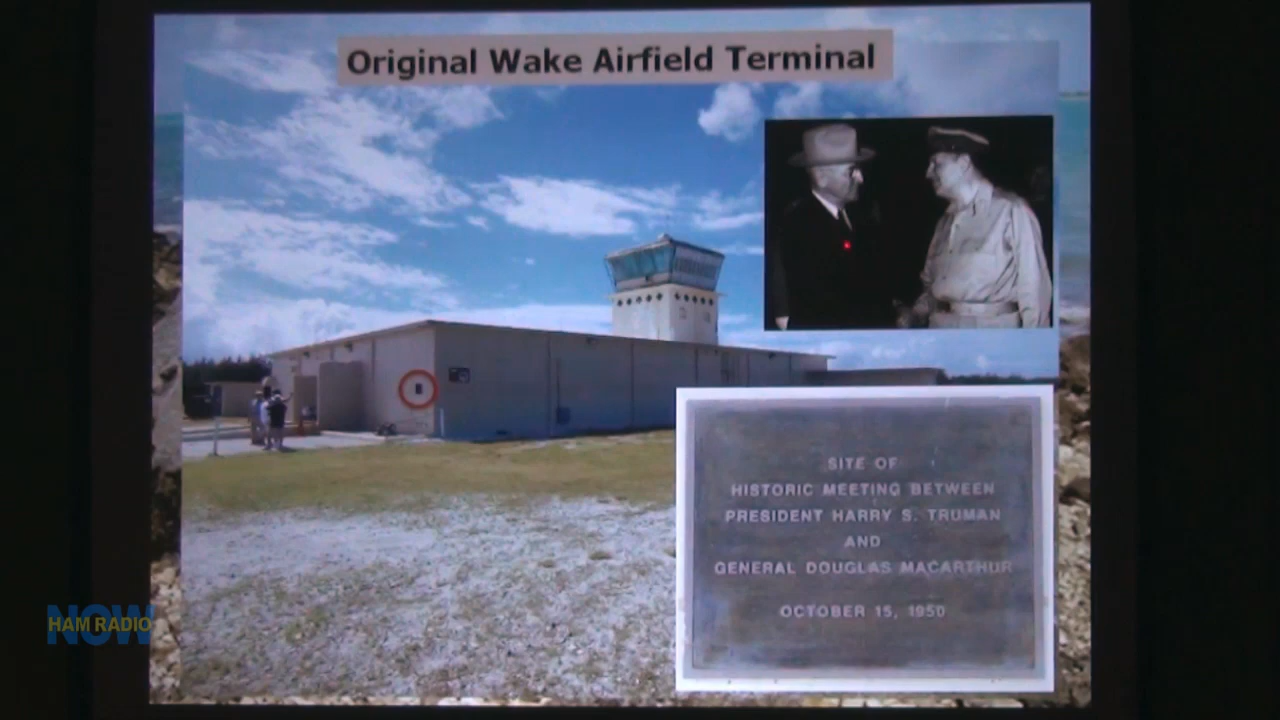 Original Wake Airfield Terminal
SITE OF
HISTORIC MEETING BETWEEN
PRESIDENT HARRY S. TRUMAN
AND
GENERAL DOUGLAS MACARTHUR
OCTOBER 15, 1950
HAM RADIO
NOW